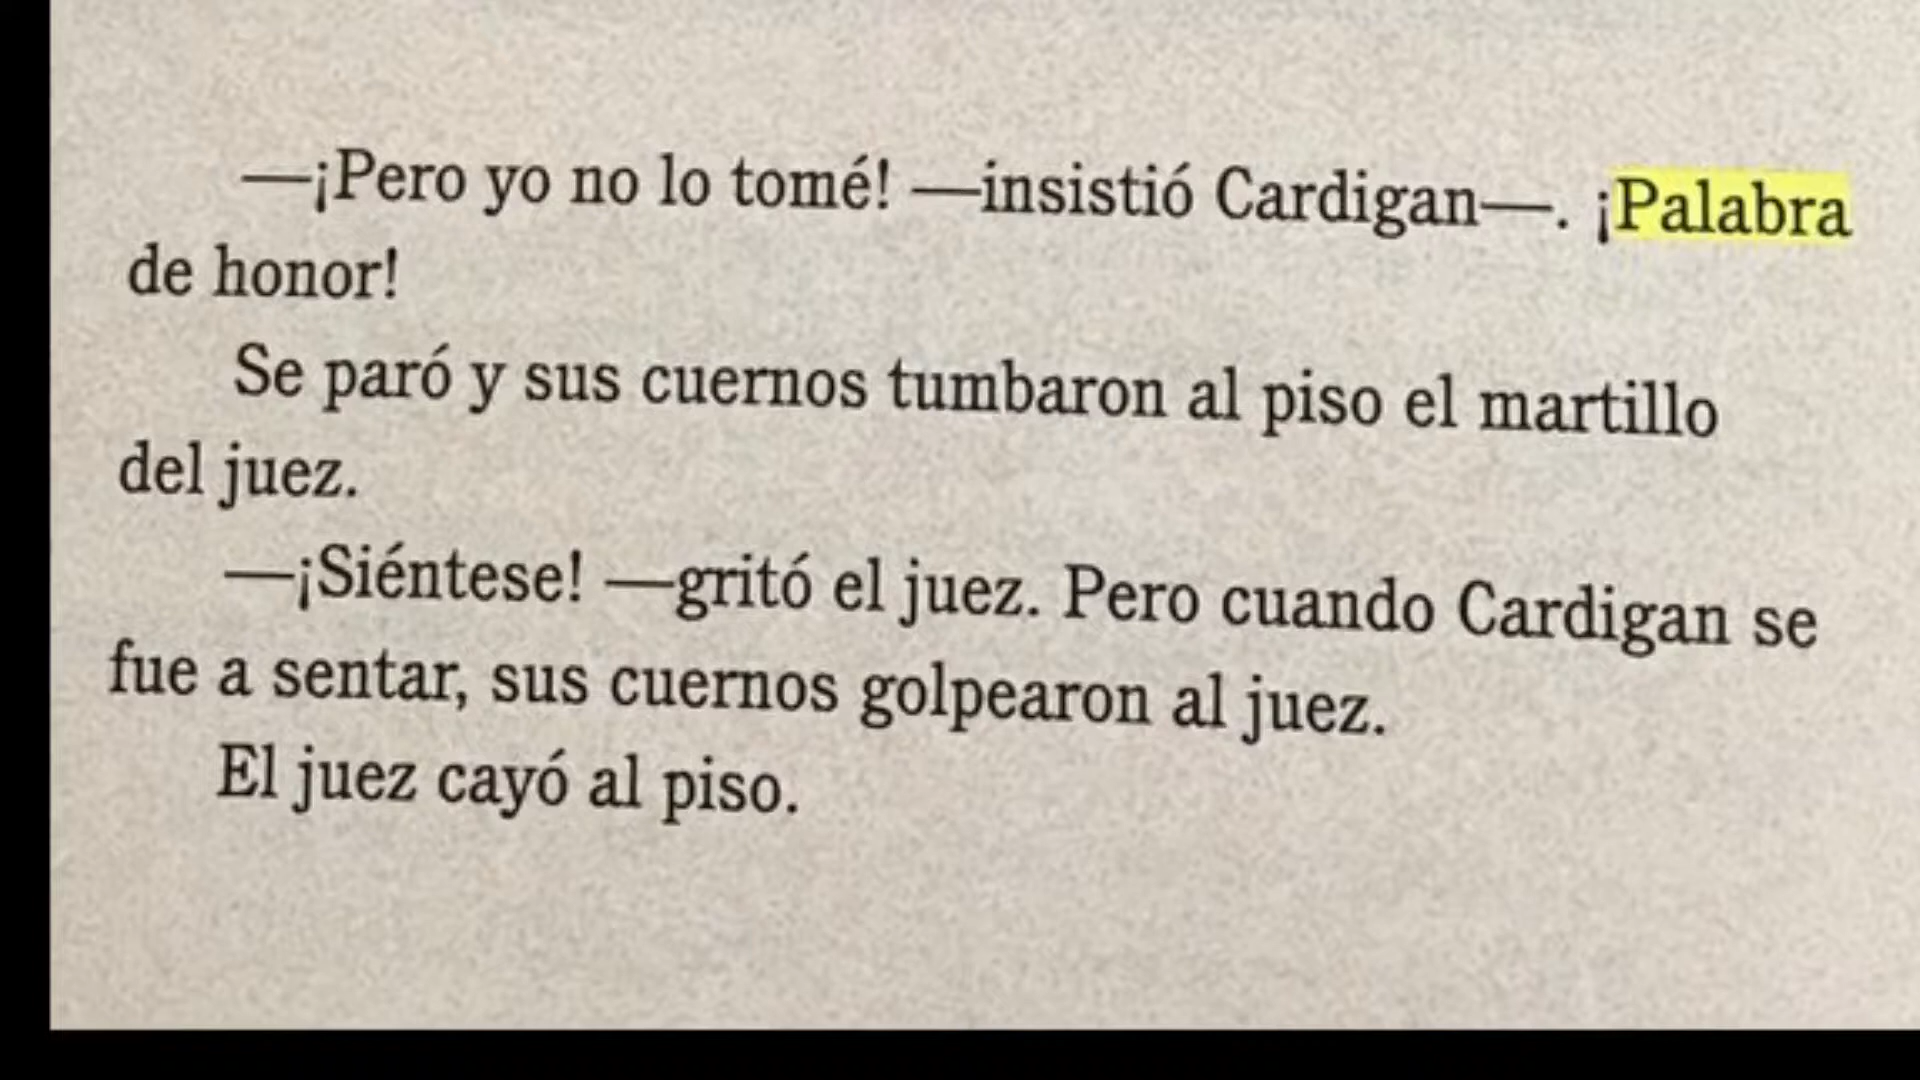 —¡Pero yo no lo tomé! —insistió Cardigan—. ¡Palabra
de honor!
Se paró y sus cuernos tumbaron al piso el martillo
del juez.
—¡Siéntese! —gritó el juez. Pero cuando Cardigan se
fue a sentar, sus cuernos golpearon al juez.
El juez cayó al piso.